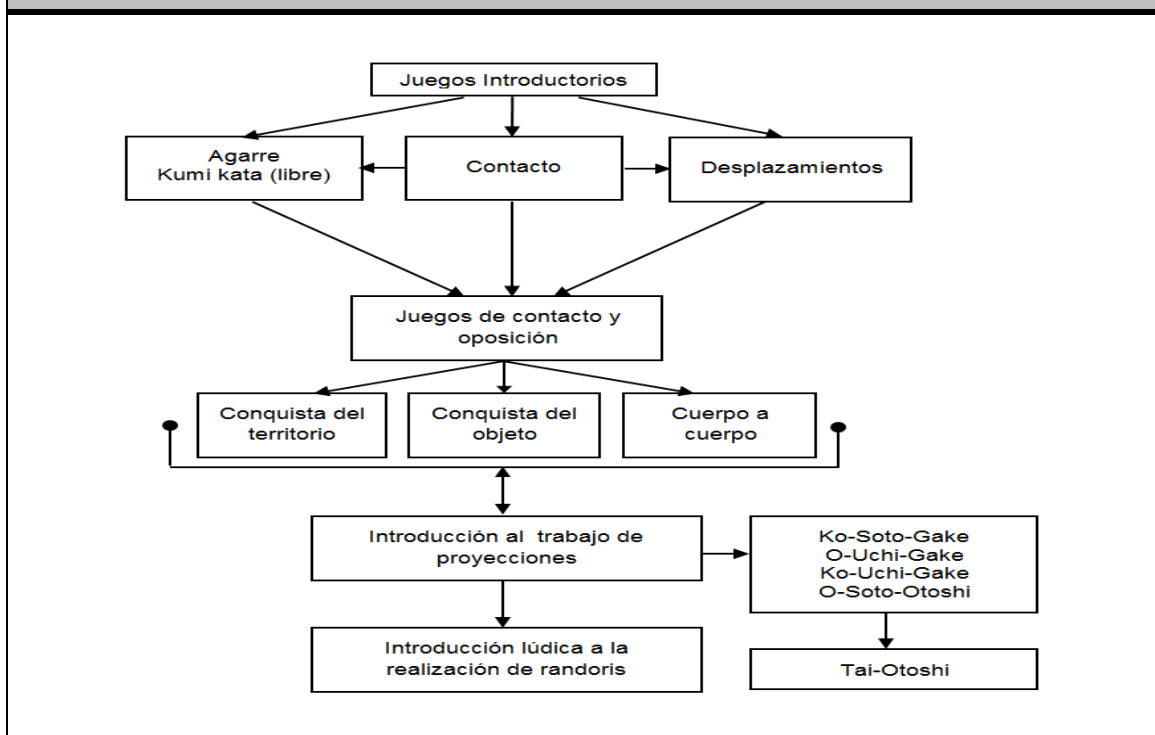 Juegos Introductorios
Agarre
Kumi kata (libre)
Contacto
Desplazamientos
Juegos de contacto y
oposición
Conquista del
territorio
Conquista del
objeto
Cuerpo a
cuerpo
Introducción al trabajo de
proyecciones
Ko-Soto-Gake
O-Uchi-Gake
Ko-Uchi-Gake
O-Soto-Otoshi
Introducción lúdica a la
realización de randoris
Tai-Otoshi